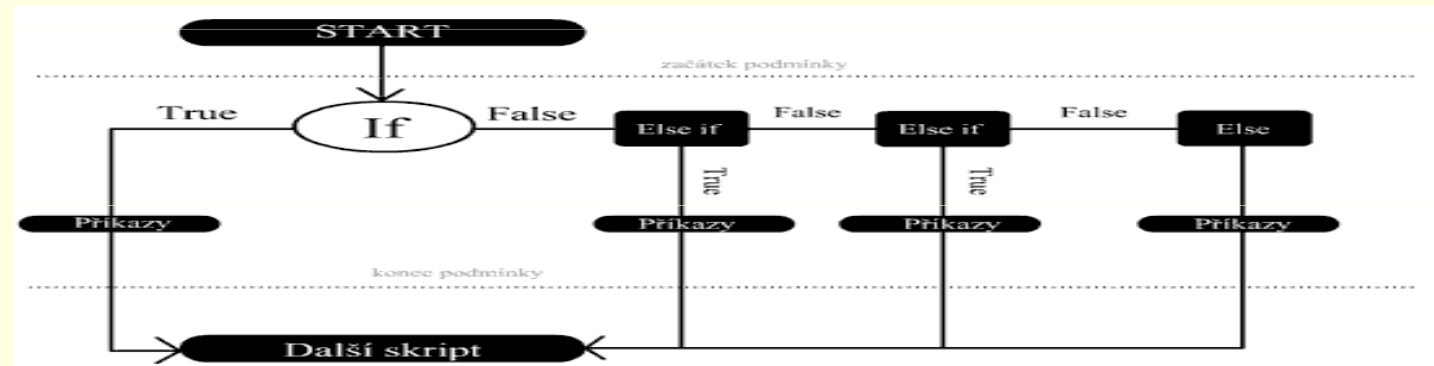 START
začátek podmínky
True
If
False
Else if
False
Else if
False
Else
True
True
Příkazy
Příkazy
Příkazy
Příkazy
konec podmínky
Další skript